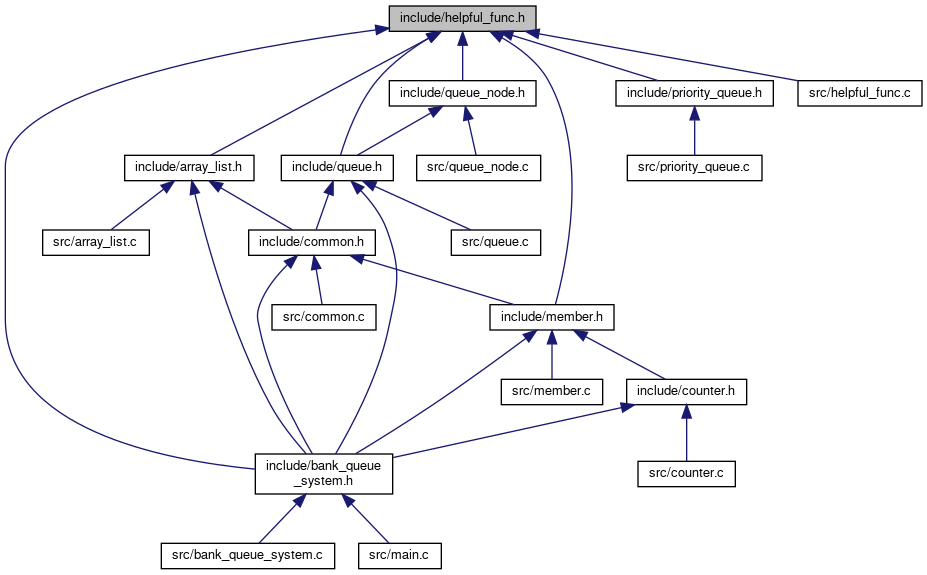 include/helpful_func.h
include/queue_node.h
include/priority_queue.h
src/helpful_func.c
include/array_list.h
include/queue.h
src/queue_node.c
src/priority_queue.c
src/array_list.c
include/common.h
src/queue.c
src/common.c
include/member.h
src/member.c
include/counter.h
include/bank_queue
_system.h
src/counter.c
src/bank_queue_system.c
src/main.c